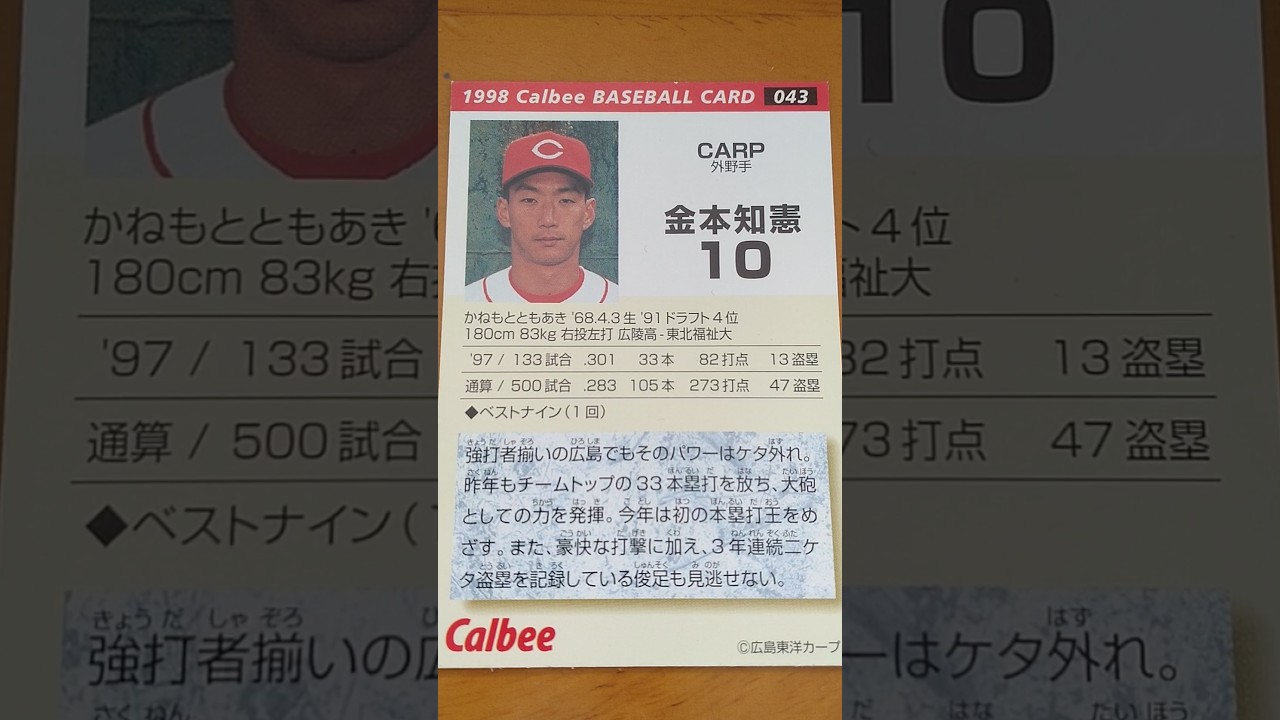 1998 Calbee BASEBALL CARD 043
CARP
外野手
金本知憲
10
かねもとともあき '68.4.3生 '91ドラフト4位
180cm 83kg 右投左打 広陵高-東北福祉大
'97 / 133試合 .301 33本 82打点 13盗塁
通算 / 500試合 .283 105本 273打点 47盗塁
◆ベストナイン(1回)
強打者揃いの広島でもそのパワーはケタ外れ。
昨年もチームトップの33本塁打を放ち、大砲
としての力を発揮。今年は初の本塁打王をめ
ざす。また、豪快な打撃に加え、3年連続二ケ
タ盗塁を記録している俊足も見逃せない。
Calbee
©広島東洋カープ